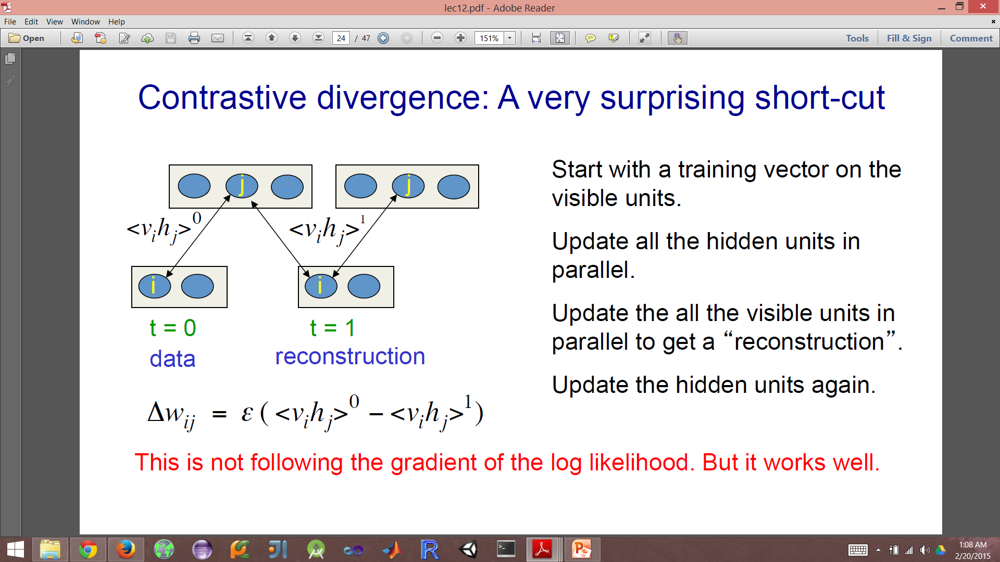 lec12.pdf - Adobe Reader
File Edit View Window Help
Open 24 / 47 151% Tools Fill & Sign Comment
Contrastive divergence: A very surprising short-cut
j j
<v_i h_j>^0 <v_i h_j>^1
i i
t = 0 t = 1
data reconstruction
Δw_ij = ε ( <v_i h_j>^0 − <v_i h_j>^1 )
Start with a training vector on the
visible units.
Update all the hidden units in
parallel.
Update the all the visible units in
parallel to get a “reconstruction”.
Update the hidden units again.
This is not following the gradient of the log likelihood. But it works well.
1:08 AM
2/20/2015